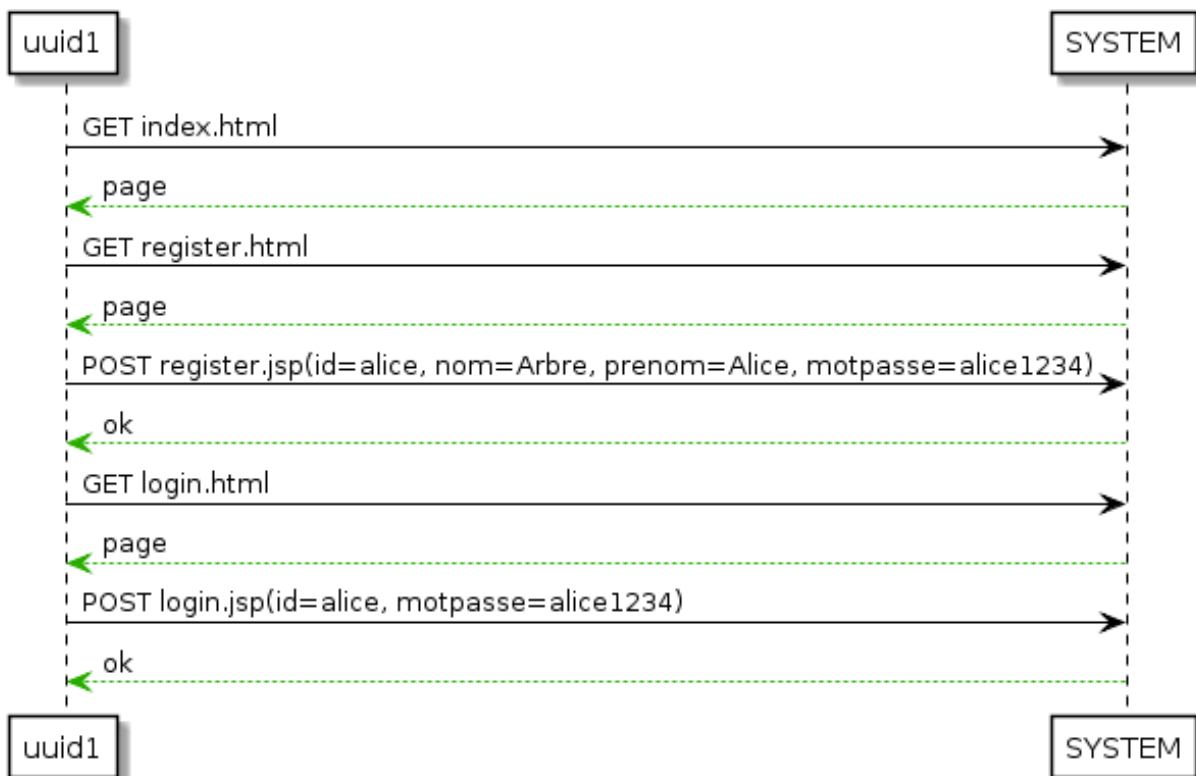 uuid1
SYSTEM
GET index.html
page
GET register.html
page
POST register.jsp(id=alice, nom=Arbre, prenom=Alice, motpasse=alice1234)
ok
GET login.html
page
POST login.jsp(id=alice, motpasse=alice1234)
ok
uuid1
SYSTEM